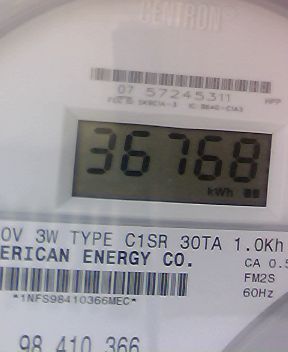 CENTRON
07 57245311
36768
kWh
0V 3W TYPE C1SR 30TA 1.0Kh
ERICAN ENERGY CO.
CA 0.5
FM2S
*1NFS98410366MEC*
60Hz
98 410 366